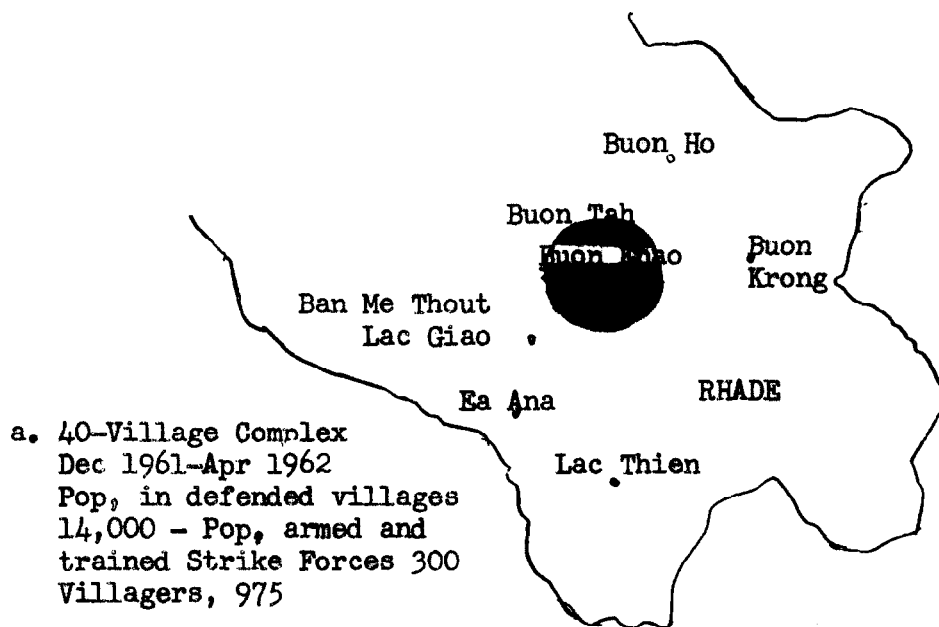 Buon Ho
Buon Tah
Buon
Buon
Krong
Ban Me Thout
Lac Giao
Ea Ana
RHADE
Lac Thien
a. 40-Village Complex
Dec 1961-Apr 1962
Pop, in defended villages
14,000 - Pop, armed and
trained Strike Forces 300
Villagers, 975